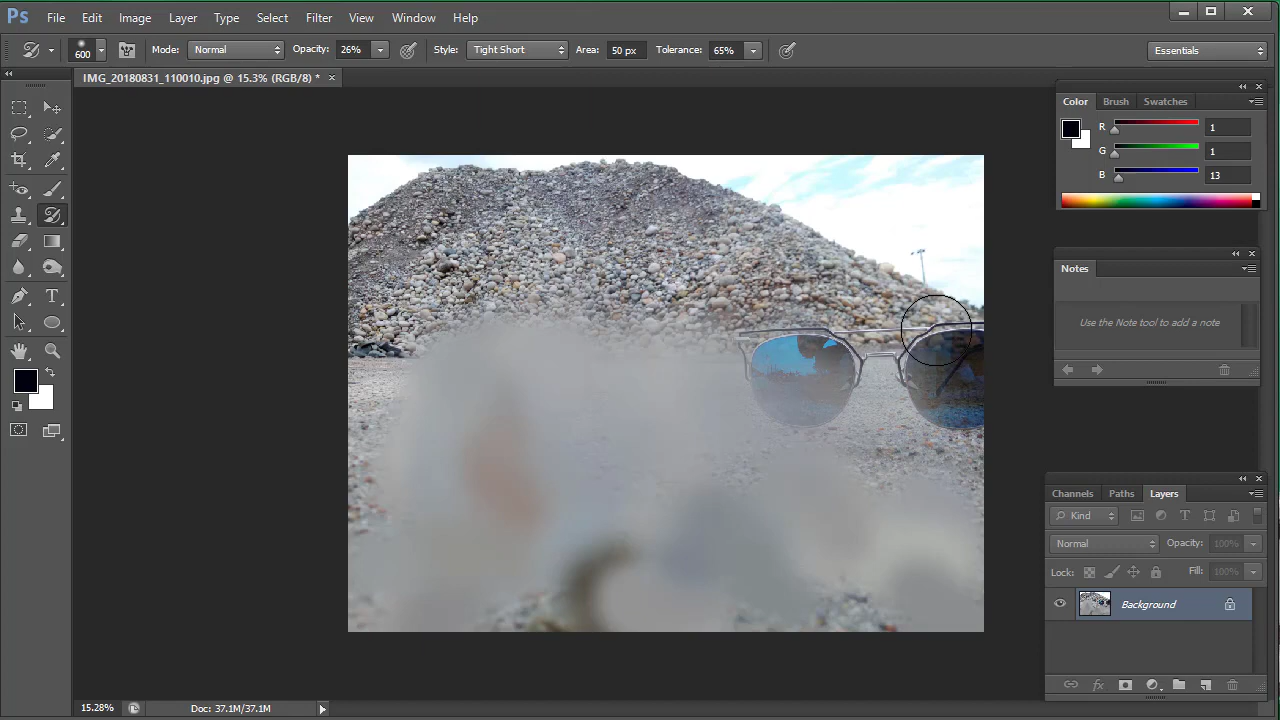 Ps File Edit Image Layer Type Select Filter View Window Help
600 Mode: Normal Opacity: 26% Style: Tight Short Area: 50 px Tolerance: 65% Essentials
IMG_20180831_110010.jpg @ 15.3% (RGB/8) * ×
Color Brush Swatches
R 1
G 1
B 13
Notes
Use the Note tool to add a note
Channels Paths Layers
Kind T
Normal Opacity: 100%
Lock: Fill: 100%
Background
fx
15.28% Doc: 37.1M/37.1M